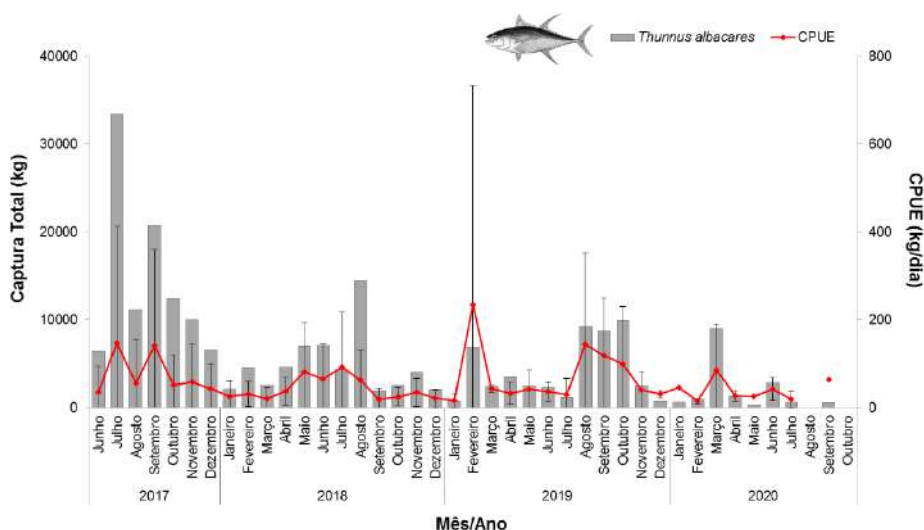 Thunnus albacares CPUE
Captura Total (kg)
40000
30000
20000
10000
0
CPUE (kg/dia)
800
600
400
200
0
Junho
Julho
Agosto
Setembro
Outubro
Novembro
Dezembro
Janeiro
Fevereiro
Março
Abril
Maio
Junho
Julho
Agosto
Setembro
Outubro
Novembro
Dezembro
Janeiro
Fevereiro
Março
Abril
Maio
Junho
Julho
Agosto
Setembro
Outubro
Novembro
Dezembro
Janeiro
Fevereiro
Março
Abril
Maio
Junho
Julho
Agosto
Setembro
Outubro
2017 2018 2019 2020
Mês/Ano